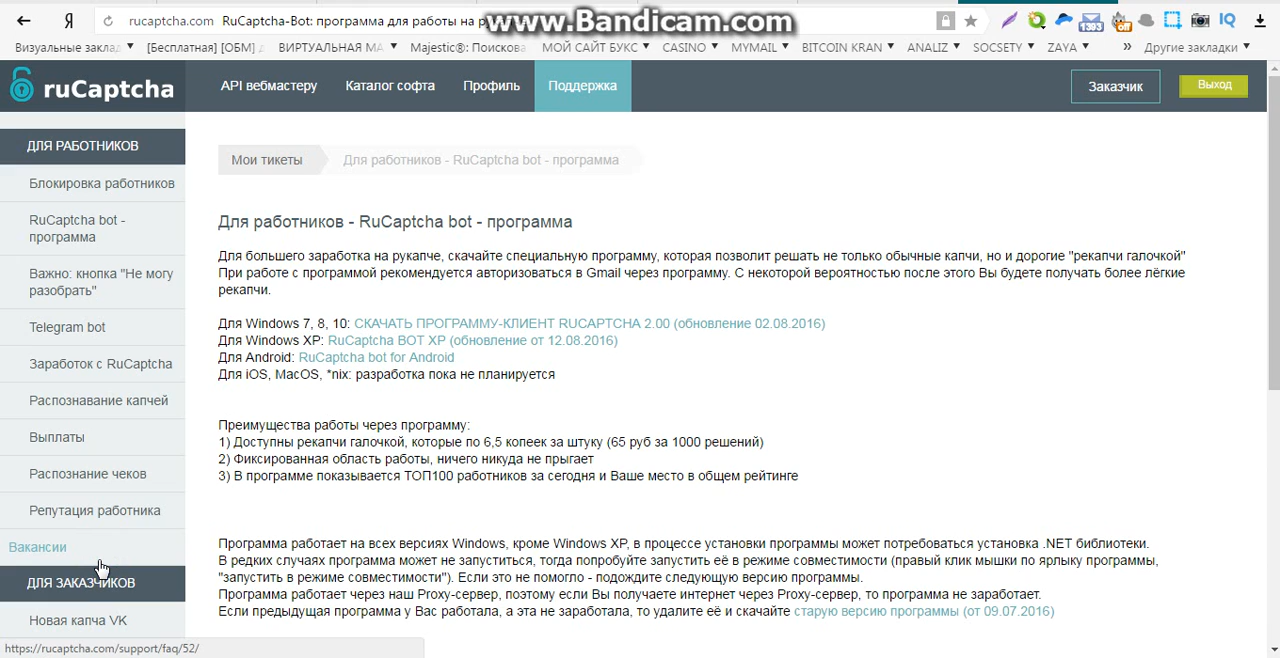 Я
rucaptcha.com RuCaptcha-Bot: программа для работы на
www.Bandicam.com
1393
off
IQ
Визуальные заклад
[Бесплатная] [ОБМ]
ВИРТУАЛЬНАЯ МА
Majestic®: Поискова
МОЙ САЙТ БУКС
CASINO
MYMAIL
BITCOIN KRAN
ANALIZ
SOCSETY
ZAYA
»
Другие закладки
ruCaptcha
API вебмастеру
Каталог софта
Профиль
Поддержка
Заказчик
Выход
ДЛЯ РАБОТНИКОВ
Блокировка работников
RuCaptcha bot -
программа
Важно: кнопка "Не могу
разобрать"
Telegram bot
Заработок с RuCaptcha
Распознавание капчей
Выплаты
Распознание чеков
Репутация работника
Вакансии
ДЛЯ ЗАКАЗЧИКОВ
Новая капча VK
Мои тикеты
Для работников - RuCaptcha bot - программа
Для работников - RuCaptcha bot - программа
Для большего заработка на рукапче, скачайте специальную программу, которая позволит решать не только обычные капчи, но и дорогие "рекапчи галочкой"
При работе с программой рекомендуется авторизоваться в Gmail через программу. С некоторой вероятностью после этого Вы будете получать более лёгкие
рекапчи.
Для Windows 7, 8, 10: СКАЧАТЬ ПРОГРАММУ-КЛИЕНТ RUCAPTCHA 2.00 (обновление 02.08.2016)
Для Windows XP: RuCaptcha BOT XP (обновление от 12.08.2016)
Для Android: RuCaptcha bot for Android
Для iOS, MacOS, *nix: разработка пока не планируется
Преимущества работы через программу:
1) Доступны рекапчи галочкой, которые по 6,5 копеек за штуку (65 руб за 1000 решений)
2) Фиксированная область работы, ничего никуда не прыгает
3) В программе показывается ТОП100 работников за сегодня и Ваше место в общем рейтинге
Программа работает на всех версиях Windows, кроме Windows XP, в процессе установки программы может потребоваться установка .NET библиотеки.
В редких случаях программа может не запуститься, тогда попробуйте запустить её в режиме совместимости (правый клик мышки по ярлыку программы,
"запустить в режиме совместимости"). Если это не помогло - подождите следующую версию программы.
Программа работает через наш Proxy-сервер, поэтому если Вы получаете интернет через Proxy-сервер, то программа не заработает.
Если предыдущая программа у Вас работала, а эта не заработала, то удалите её и скачайте старую версию программы (от 09.07.2016)
https://rucaptcha.com/support/faq/52/